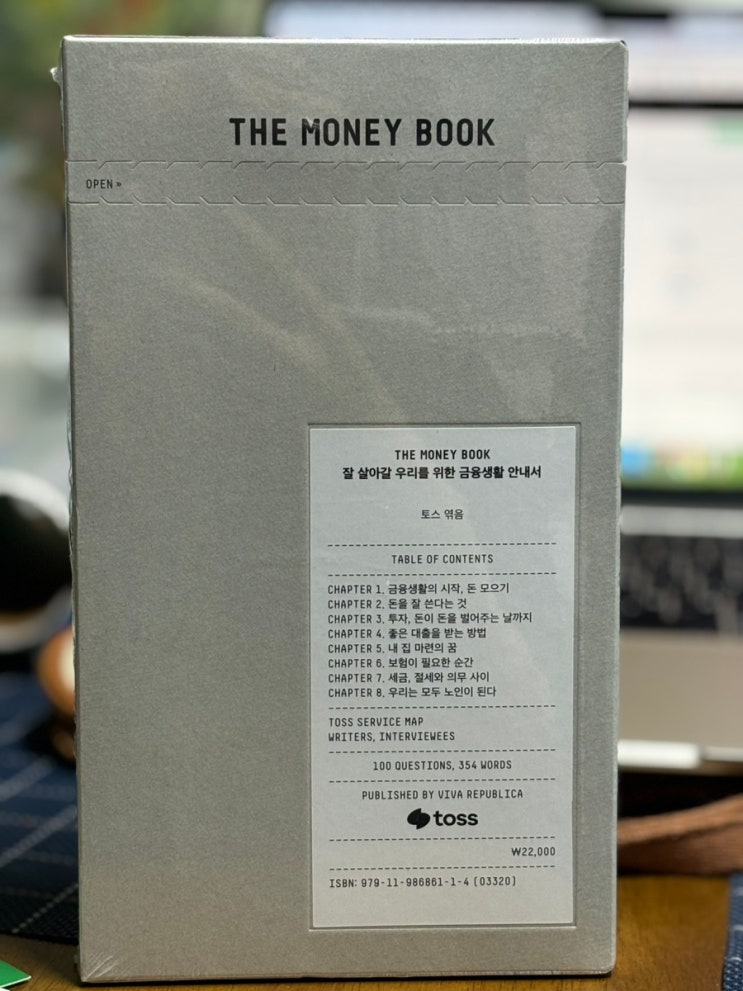 THE MONEY BOOK
OPEN »
THE MONEY BOOK
잘 살아갈 우리를 위한 금융생활 안내서
토스 엮음
TABLE OF CONTENTS
CHAPTER 1. 금융생활의 시작, 돈 모으기
CHAPTER 2. 돈을 잘 쓴다는 것
CHAPTER 3. 투자, 돈이 돈을 벌어주는 날까지
CHAPTER 4. 좋은 대출을 받는 방법
CHAPTER 5. 내 집 마련의 꿈
CHAPTER 6. 보험이 필요한 순간
CHAPTER 7. 세금, 절세와 의무 사이
CHAPTER 8. 우리는 모두 노인이 된다
TOSS SERVICE MAP
WRITERS, INTERVIEWEES
100 QUESTIONS, 354 WORDS
PUBLISHED BY VIVA REPUBLICA
toss
₩22,000
ISBN: 979-11-986861-1-4 (03320)